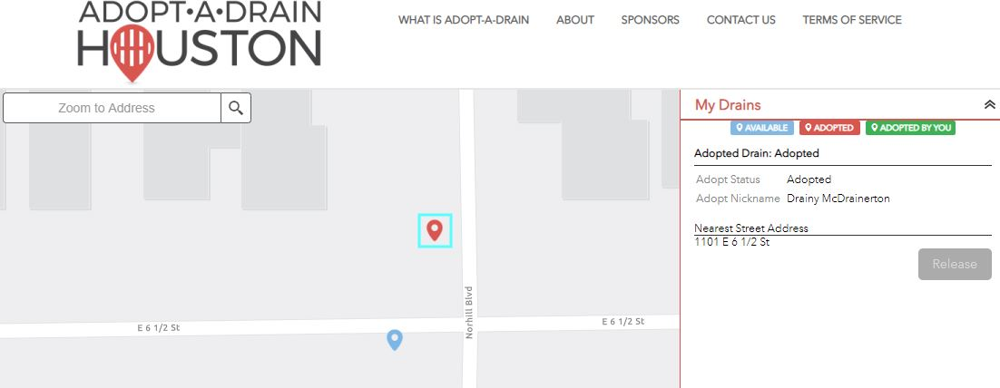 ADOPT•A•DRAIN
HOUSTON
WHAT IS ADOPT-A-DRAIN ABOUT SPONSORS CONTACT US TERMS OF SERVICE
Zoom to Address
My Drains
AVAILABLE ADOPTED ADOPTED BY YOU
Adopted Drain: Adopted
Adopt Status Adopted
Adopt Nickname Drainy McDrainerton
Nearest Street Address
1101 E 6 1/2 St
Release
Norhill Blvd
E 6 1/2 St
E 6 1/2 St